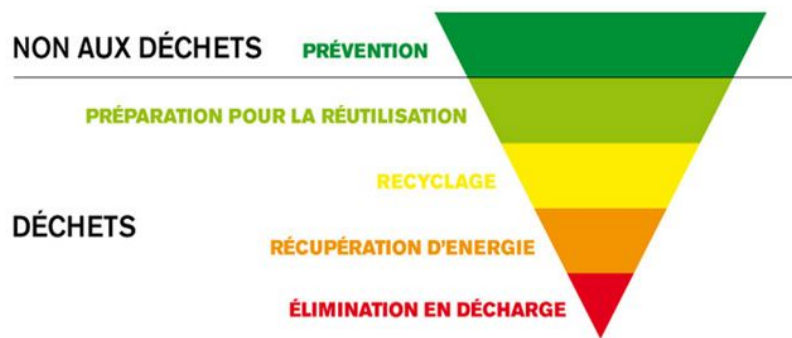 NON AUX DÉCHETS
PRÉVENTION
PRÉPARATION POUR LA RÉUTILISATION
RECYCLAGE
DÉCHETS
RÉCUPÉRATION D'ENERGIE
ÉLIMINATION EN DÉCHARGE